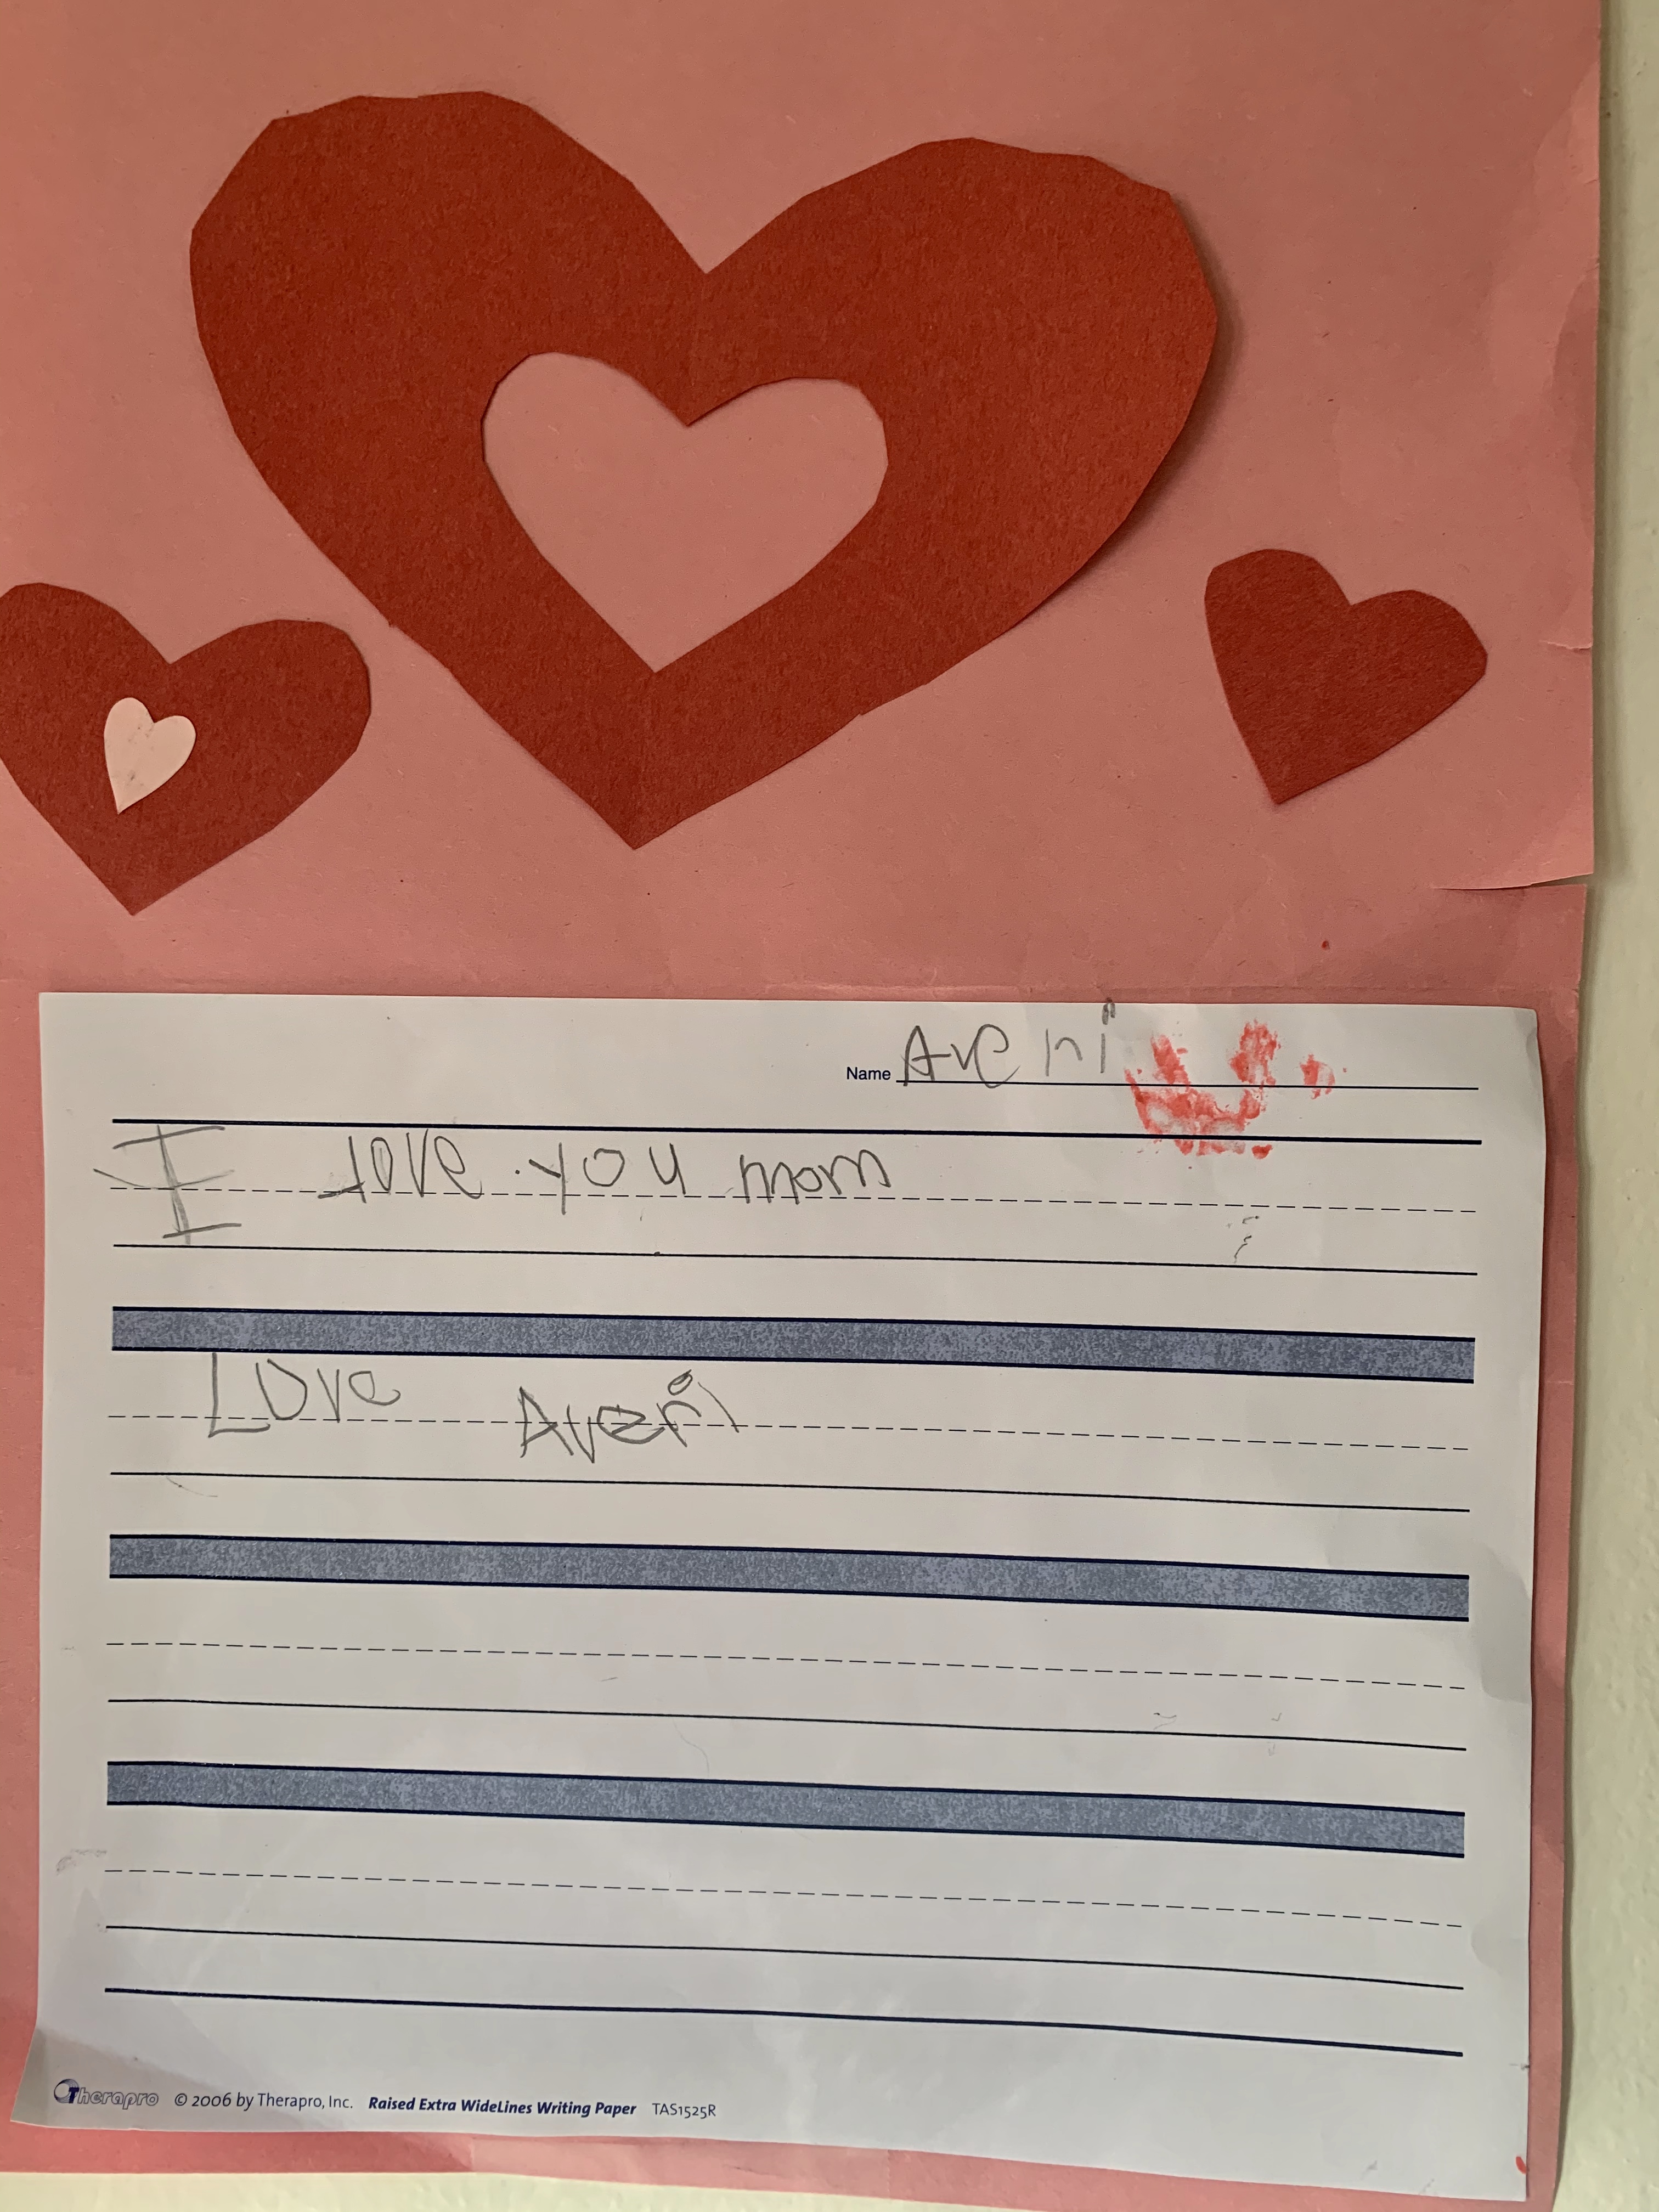 Name Averi
I love you mom
Love Averi
Therapro © 2006 by Therapro, Inc. Raised Extra WideLines Writing Paper TAS1525R